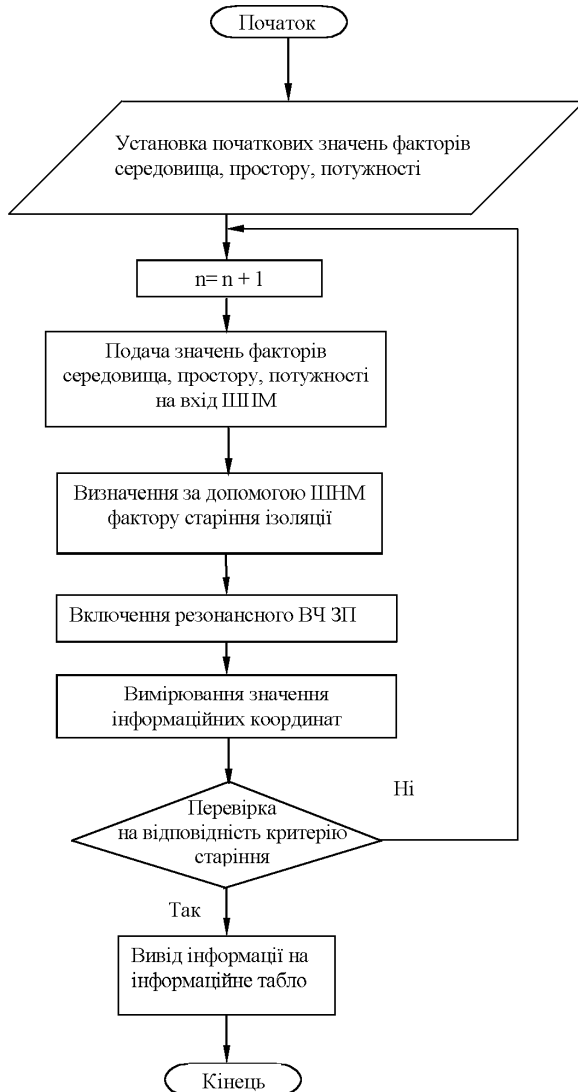 Початок
Установка початкових значень факторів
середовища, простору, потужності
n= n + 1
Подача значень факторів
середовища, простору, потужності
на вхід ШНМ
Визначення за допомогою ШНМ
фактору старіння ізоляції
Включення резонансного ВЧ ЗП
Вимірювання значення
інформаційних координат
Перевірка
на відповідність критерію
старіння
Ні
Так
Вивід інформації на
інформаційне табло
Кінець